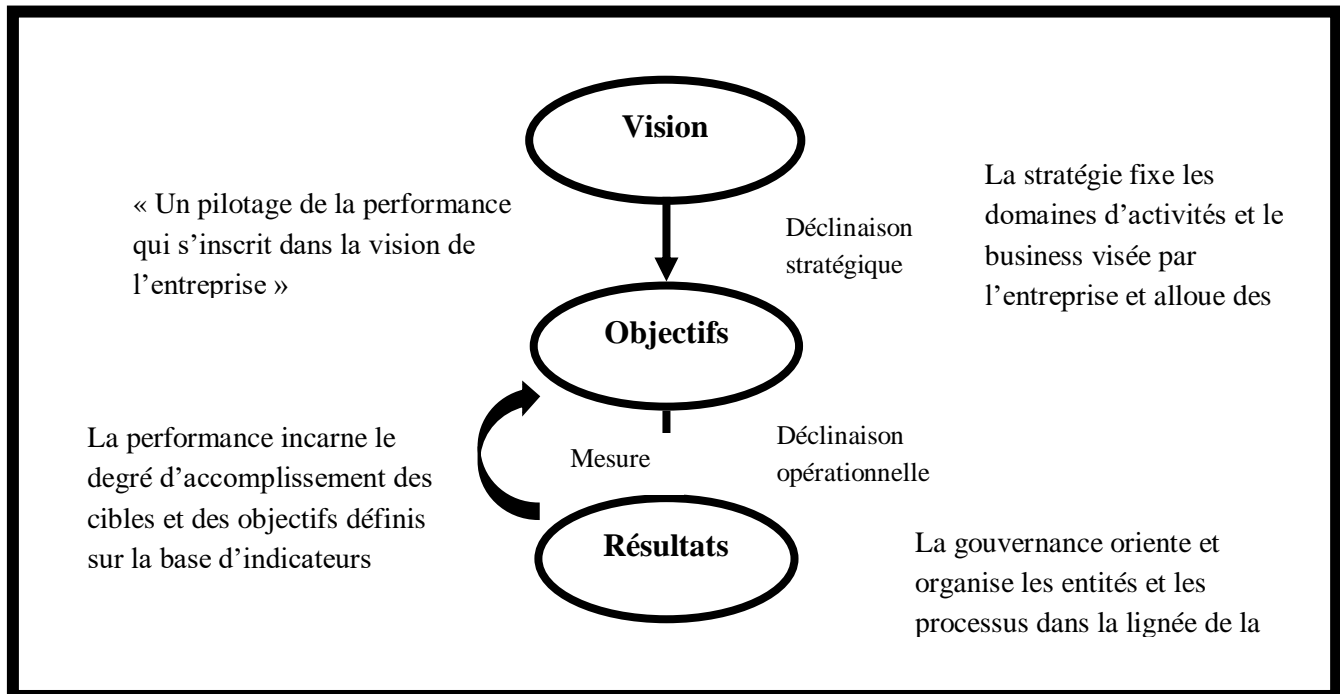 Vision
« Un pilotage de la performance
qui s’inscrit dans la vision de
l’entreprise »
Déclinaison
stratégique
La stratégie fixe les
domaines d’activités et le
business visée par
l’entreprise et alloue des
Objectifs
La performance incarne le
degré d’accomplissement des
cibles et des objectifs définis
sur la base d’indicateurs
Mesure
Déclinaison
opérationnelle
Résultats
La gouvernance oriente et
organise les entités et les
processus dans la lignée de la